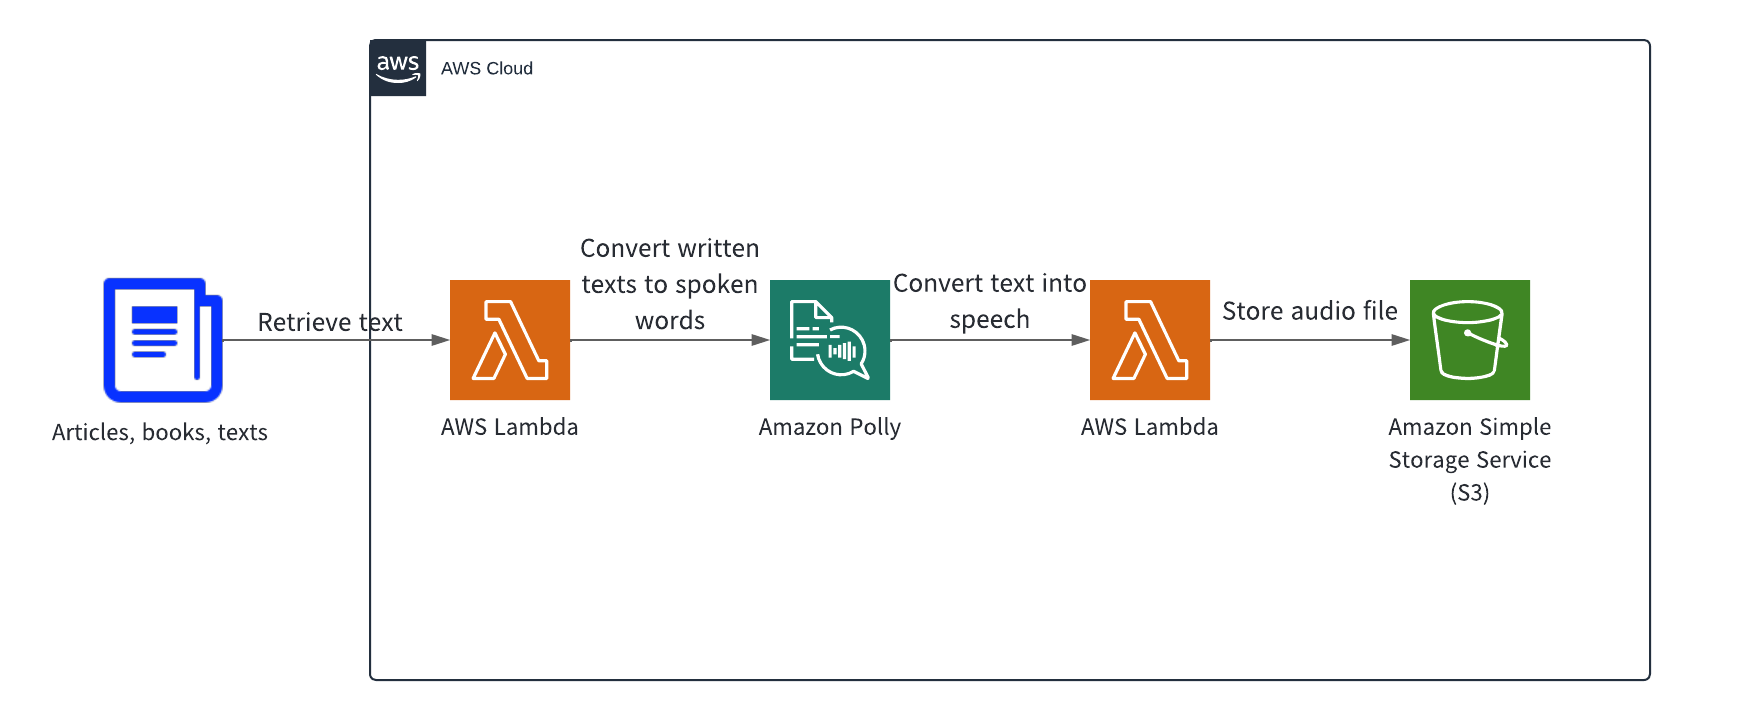 aws
AWS Cloud
Articles, books, texts
Retrieve text
AWS Lambda
Convert written
texts to spoken
words
Amazon Polly
Convert text into
speech
AWS Lambda
Store audio file
Amazon Simple
Storage Service
(S3)